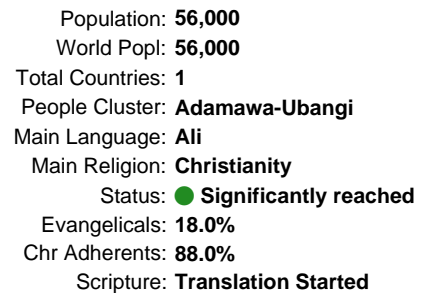 Population: 56,000
World Popl: 56,000
Total Countries: 1
People Cluster: Adamawa-Ubangi
Main Language: Ali
Main Religion: Christianity
Status: Significantly reached
Evangelicals: 18.0%
Chr Adherents: 88.0%
Scripture: Translation Started